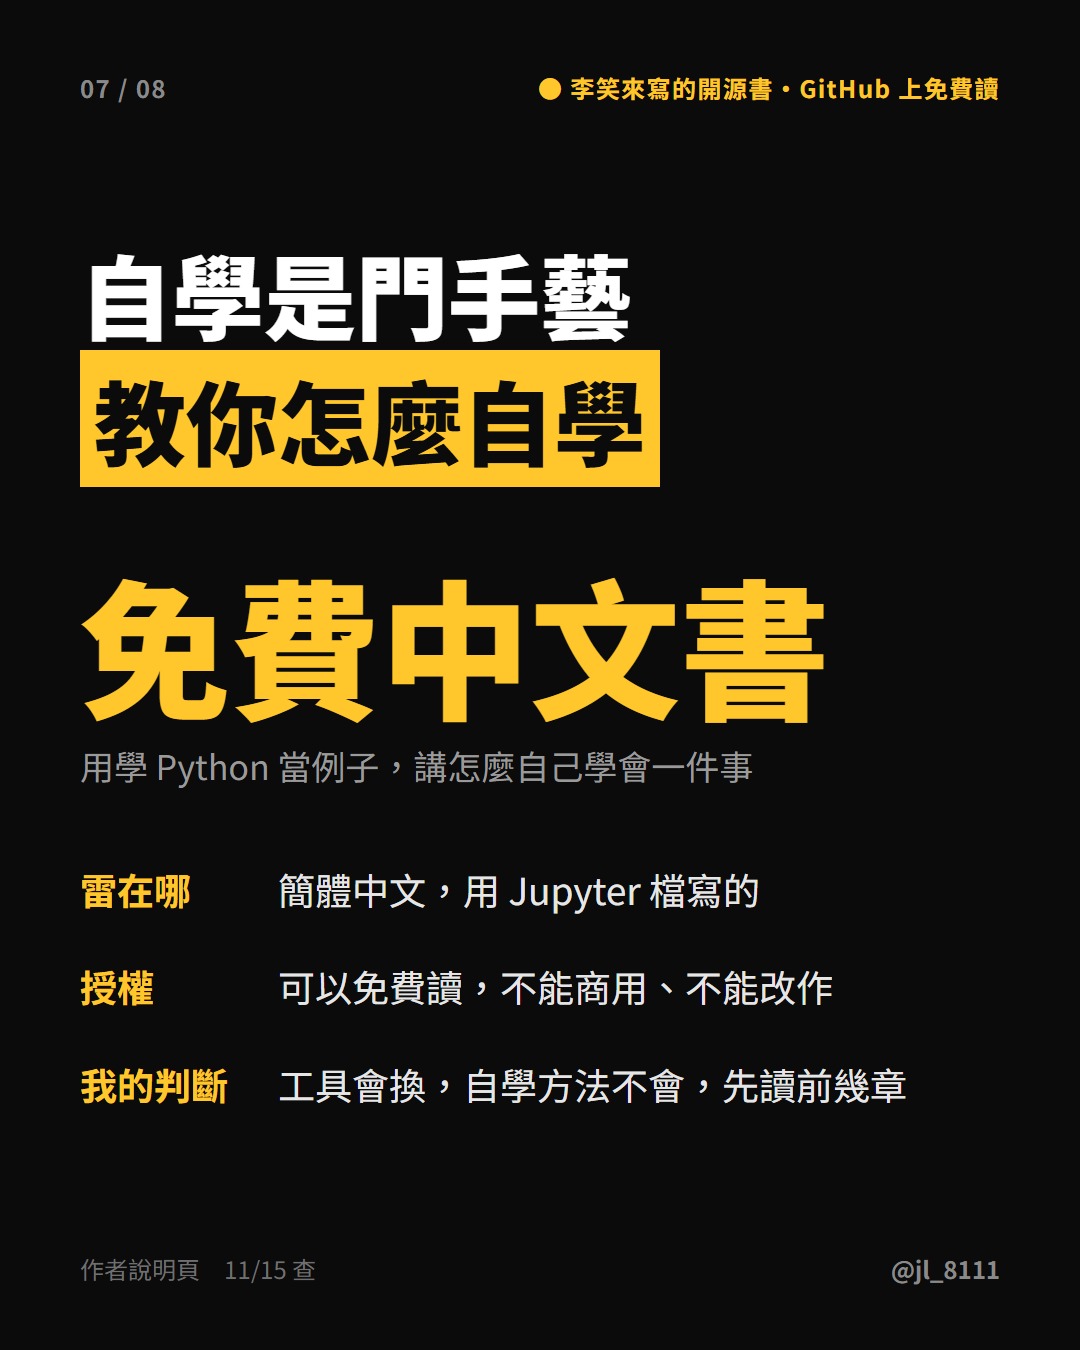 07 / 08
● 李笑來寫的開源書・GitHub 上免費讀
自學是門手藝
教你怎麼自學
免費中文書
用學 Python 當例子，講怎麼自己學會一件事
雷在哪 簡體中文，用 Jupyter 檔寫的
授權 可以免費讀，不能商用、不能改作
我的判斷 工具會換，自學方法不會，先讀前幾章
作者說明頁 11/15 查
@jl_8111